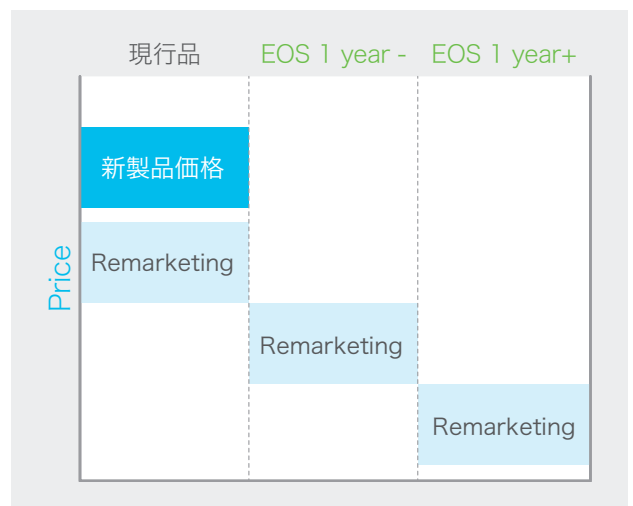 現行品
EOS 1 year -
EOS 1 year+
新製品価格
Price
Remarketing
Remarketing
Remarketing